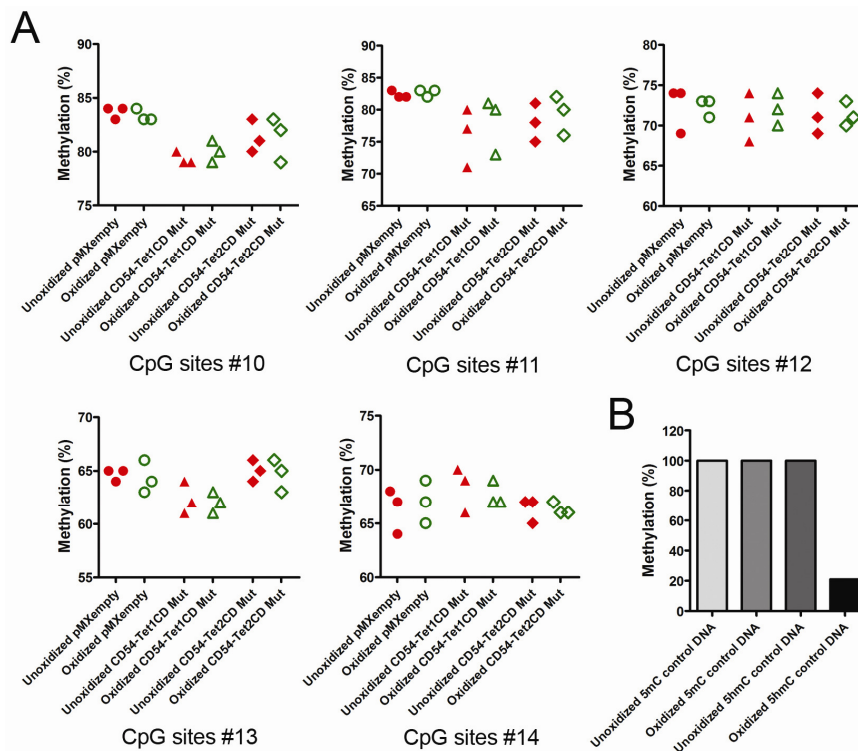 A
Methylation (%)
90
85
80
75
Unoxidized pMXempty
Oxidized pMXempty
Unoxidized CD54-Tet1CD Mut
Oxidized CD54-Tet1CD Mut
Unoxidized CD54-Tet2CD Mut
Oxidized CD54-Tet2CD Mut
CpG sites #10
Methylation (%)
90
85
80
75
70
65
Unoxidized pMXempty
Oxidized pMXempty
Unoxidized CD54-Tet1CD Mut
Oxidized CD54-Tet1CD Mut
Unoxidized CD54-Tet2CD Mut
Oxidized CD54-Tet2CD Mut
CpG sites #11
Methylation (%)
80
75
70
65
60
Unoxidized pMXempty
Oxidized pMXempty
Unoxidized CD54-Tet1CD Mut
Oxidized CD54-Tet1CD Mut
Unoxidized CD54-Tet2CD Mut
Oxidized CD54-Tet2CD Mut
CpG sites #12
Methylation (%)
70
65
60
55
Unoxidized pMXempty
Oxidized pMXempty
Unoxidized CD54-Tet1CD Mut
Oxidized CD54-Tet1CD Mut
Unoxidized CD54-Tet2CD Mut
Oxidized CD54-Tet2CD Mut
CpG sites #13
Methylation (%)
75
70
65
60
Unoxidized pMXempty
Oxidized pMXempty
Unoxidized CD54-Tet1CD Mut
Oxidized CD54-Tet1CD Mut
Unoxidized CD54-Tet2CD Mut
Oxidized CD54-Tet2CD Mut
CpG sites #14
B
Methylation (%)
120
100
80
60
40
20
0
Unoxidized 5mC control DNA
Oxidized 5mC control DNA
Unoxidized 5hmC control DNA
Oxidized 5hmC control DNA